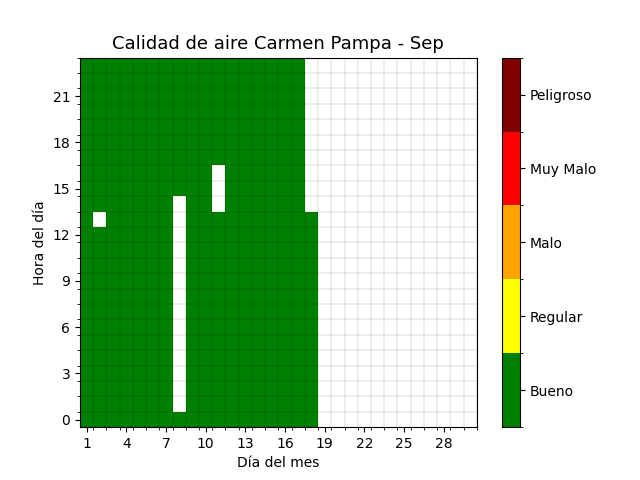 Calidad de aire Carmen Pampa - Sep
21
18
15
12
9
6
3
0
Hora del día
1 4 7 10 13 16 19 22 25 28
Día del mes
Peligroso
Muy Malo
Malo
Regular
Bueno